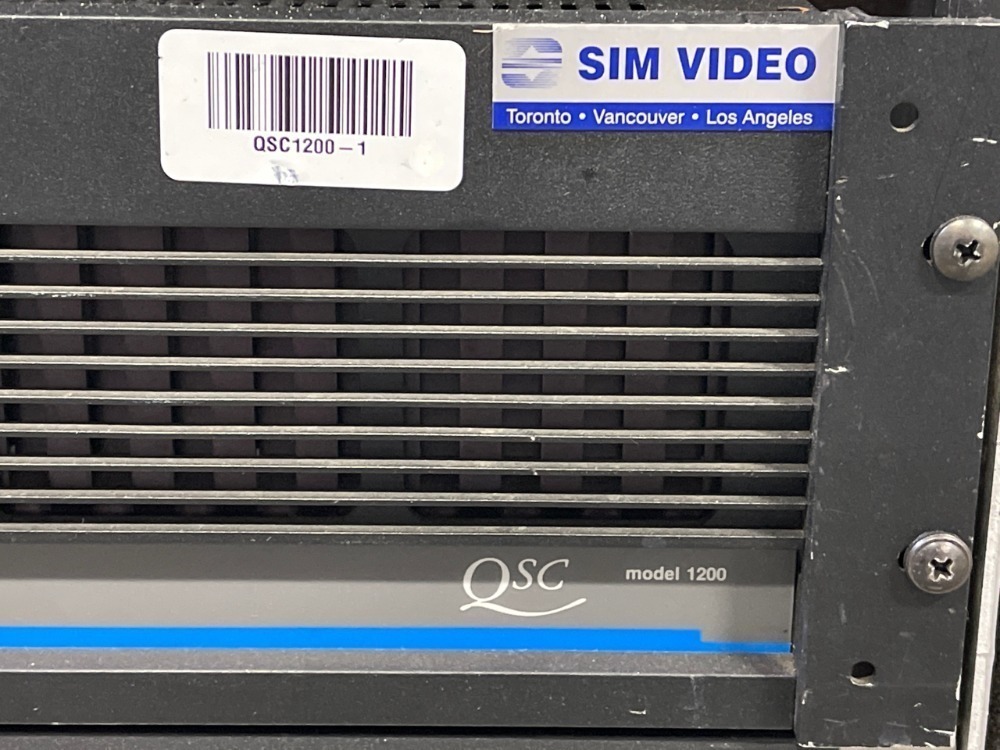 SIM VIDEO
Toronto • Vancouver • Los Angeles
QSC1200-1
QSC model 1200